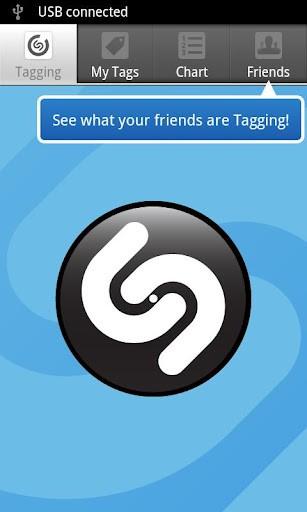 USB connected
Tagging
My Tags
Chart
Friends
See what your friends are Tagging!